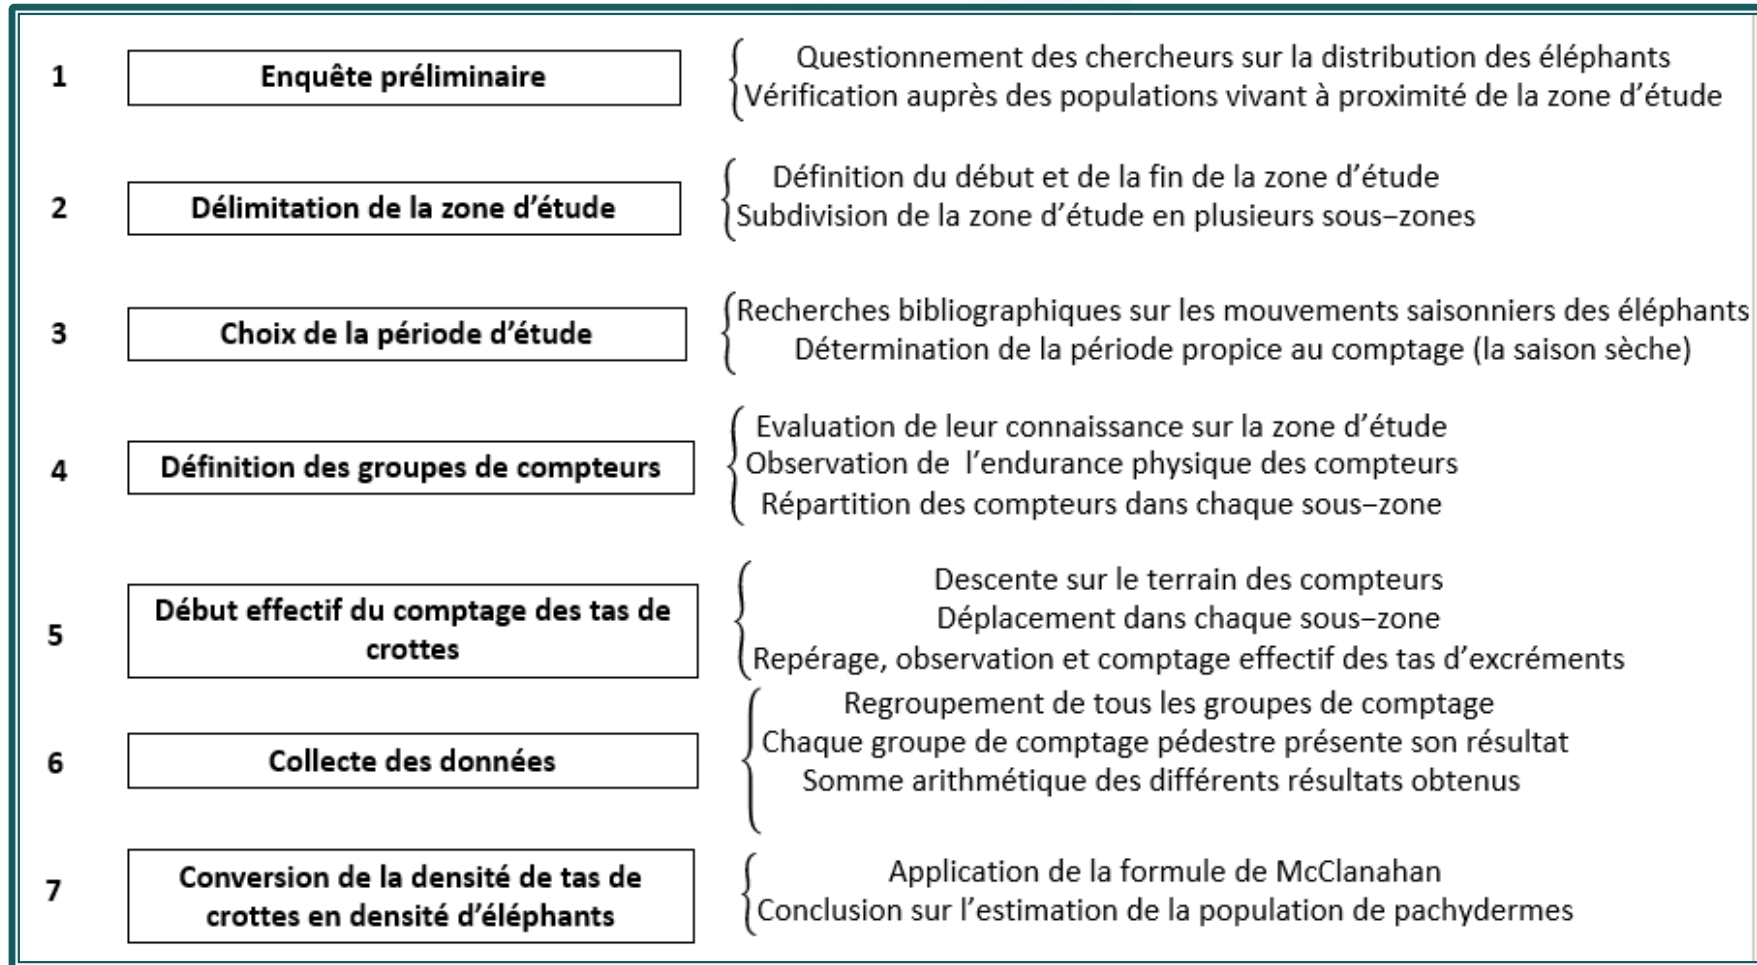 1
Enquête préliminaire
Questionnement des chercheurs sur la distribution des éléphants
Vérification auprès des populations vivant à proximité de la zone d’étude
2
Délimitation de la zone d’étude
Définition du début et de la fin de la zone d’étude
Subdivision de la zone d’étude en plusieurs sous–zones
3
Choix de la période d’étude
Recherches bibliographiques sur les mouvements saisonniers des éléphants
Détermination de la période propice au comptage (la saison sèche)
4
Définition des groupes de compteurs
Evaluation de leur connaissance sur la zone d’étude
Observation de l’endurance physique des compteurs
Répartition des compteurs dans chaque sous–zone
5
Début effectif du comptage des tas de
crottes
Descente sur le terrain des compteurs
Déplacement dans chaque sous–zone
Repérage, observation et comptage effectif des tas d’excréments
6
Collecte des données
Regroupement de tous les groupes de comptage
Chaque groupe de comptage pédestre présente son résultat
Somme arithmétique des différents résultats obtenus
7
Conversion de la densité de tas de
crottes en densité d’éléphants
Application de la formule de McClanahan
Conclusion sur l’estimation de la population de pachydermes